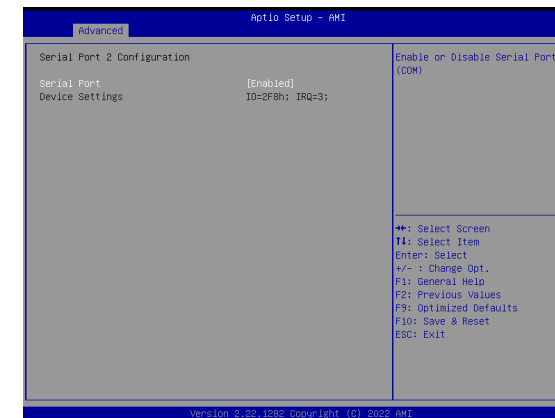 Aptio Setup - AMI
Advanced
Serial Port 2 Configuration
Serial Port [Enabled]
Device Settings IO=2F8h; IRQ=3;
Enable or Disable Serial Port
(COM)
→←: Select Screen
↑↓: Select Item
Enter: Select
+/- : Change Opt.
F1: General Help
F2: Previous Values
F9: Optimized Defaults
F10: Save & Reset
ESC: Exit
Version 2.22.1282 Copyright (C) 2022 AMI